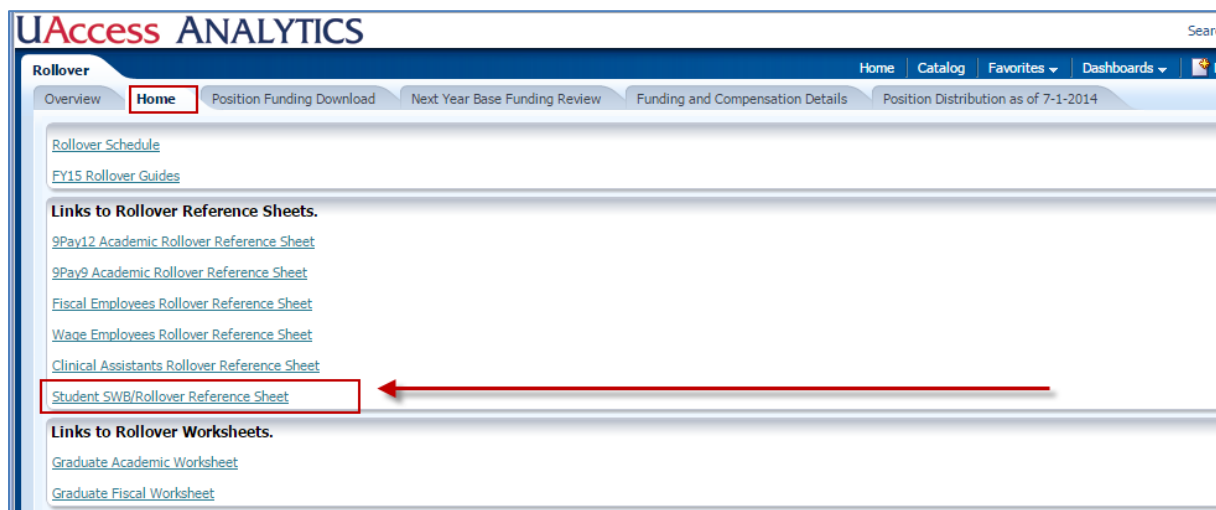 UAccess ANALYTICS
Sear
Rollover Home Catalog Favorites Dashboards
Overview Home Position Funding Download Next Year Base Funding Review Funding and Compensation Details Position Distribution as of 7-1-2014
Rollover Schedule
FY15 Rollover Guides
Links to Rollover Reference Sheets.
9Pay12 Academic Rollover Reference Sheet
9Pay9 Academic Rollover Reference Sheet
Fiscal Employees Rollover Reference Sheet
Wage Employees Rollover Reference Sheet
Clinical Assistants Rollover Reference Sheet
Student SWB/Rollover Reference Sheet
Links to Rollover Worksheets.
Graduate Academic Worksheet
Graduate Fiscal Worksheet